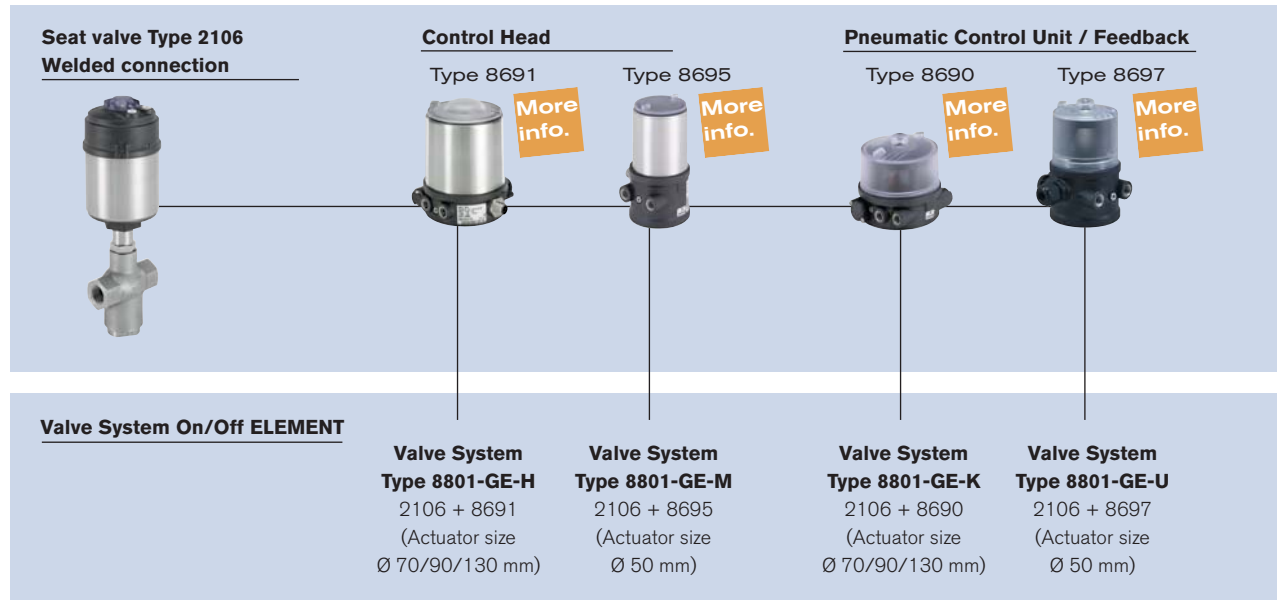 Seat valve Type 2106
Welded connection
Control Head
Type 8691
More
info.
Type 8695
More
info.
Pneumatic Control Unit / Feedback
Type 8690
More
info.
Type 8697
More
info.
Valve System On/Off ELEMENT
Valve System
Type 8801-GE-H
2106 + 8691
(Actuator size
Ø 70/90/130 mm)
Valve System
Type 8801-GE-M
2106 + 8695
(Actuator size
Ø 50 mm)
Valve System
Type 8801-GE-K
2106 + 8690
(Actuator size
Ø 70/90/130 mm)
Valve System
Type 8801-GE-U
2106 + 8697
(Actuator size
Ø 50 mm)